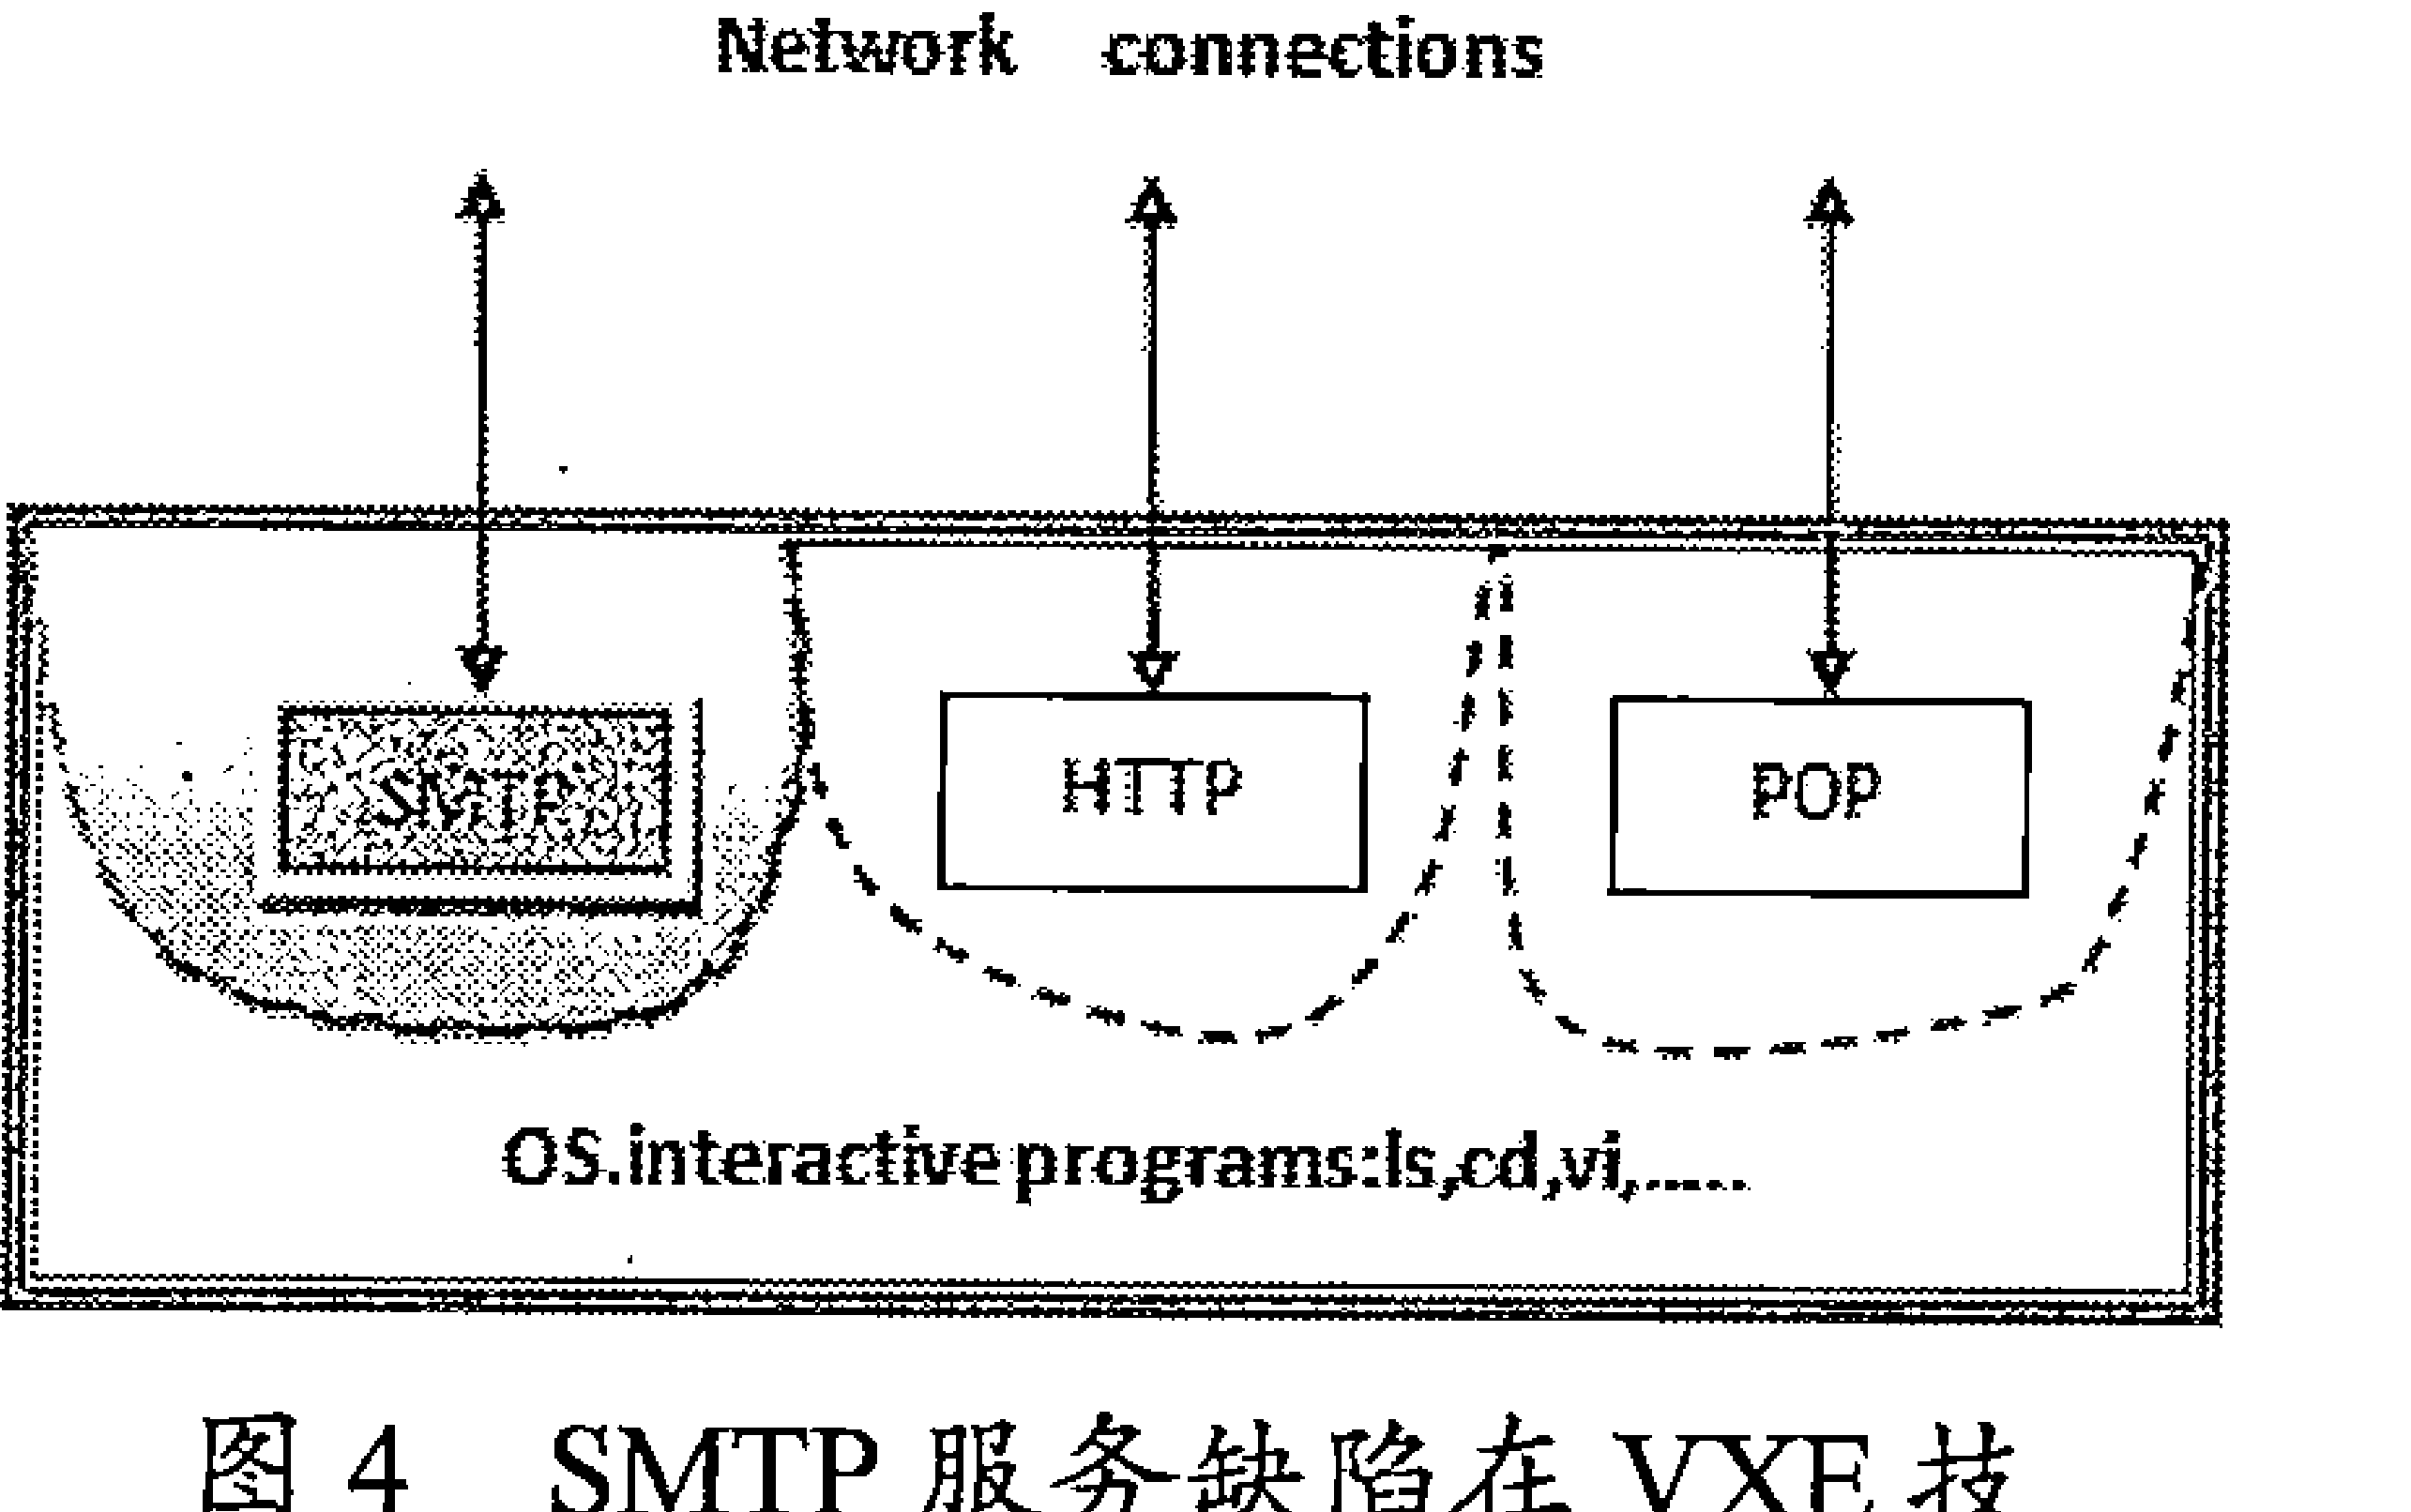 Network connections
SMTP
HTTP
POP
OS.interactive programs:ls,cd,vi,.....
图 4 SMTP 服务缺陷在 VXE 技